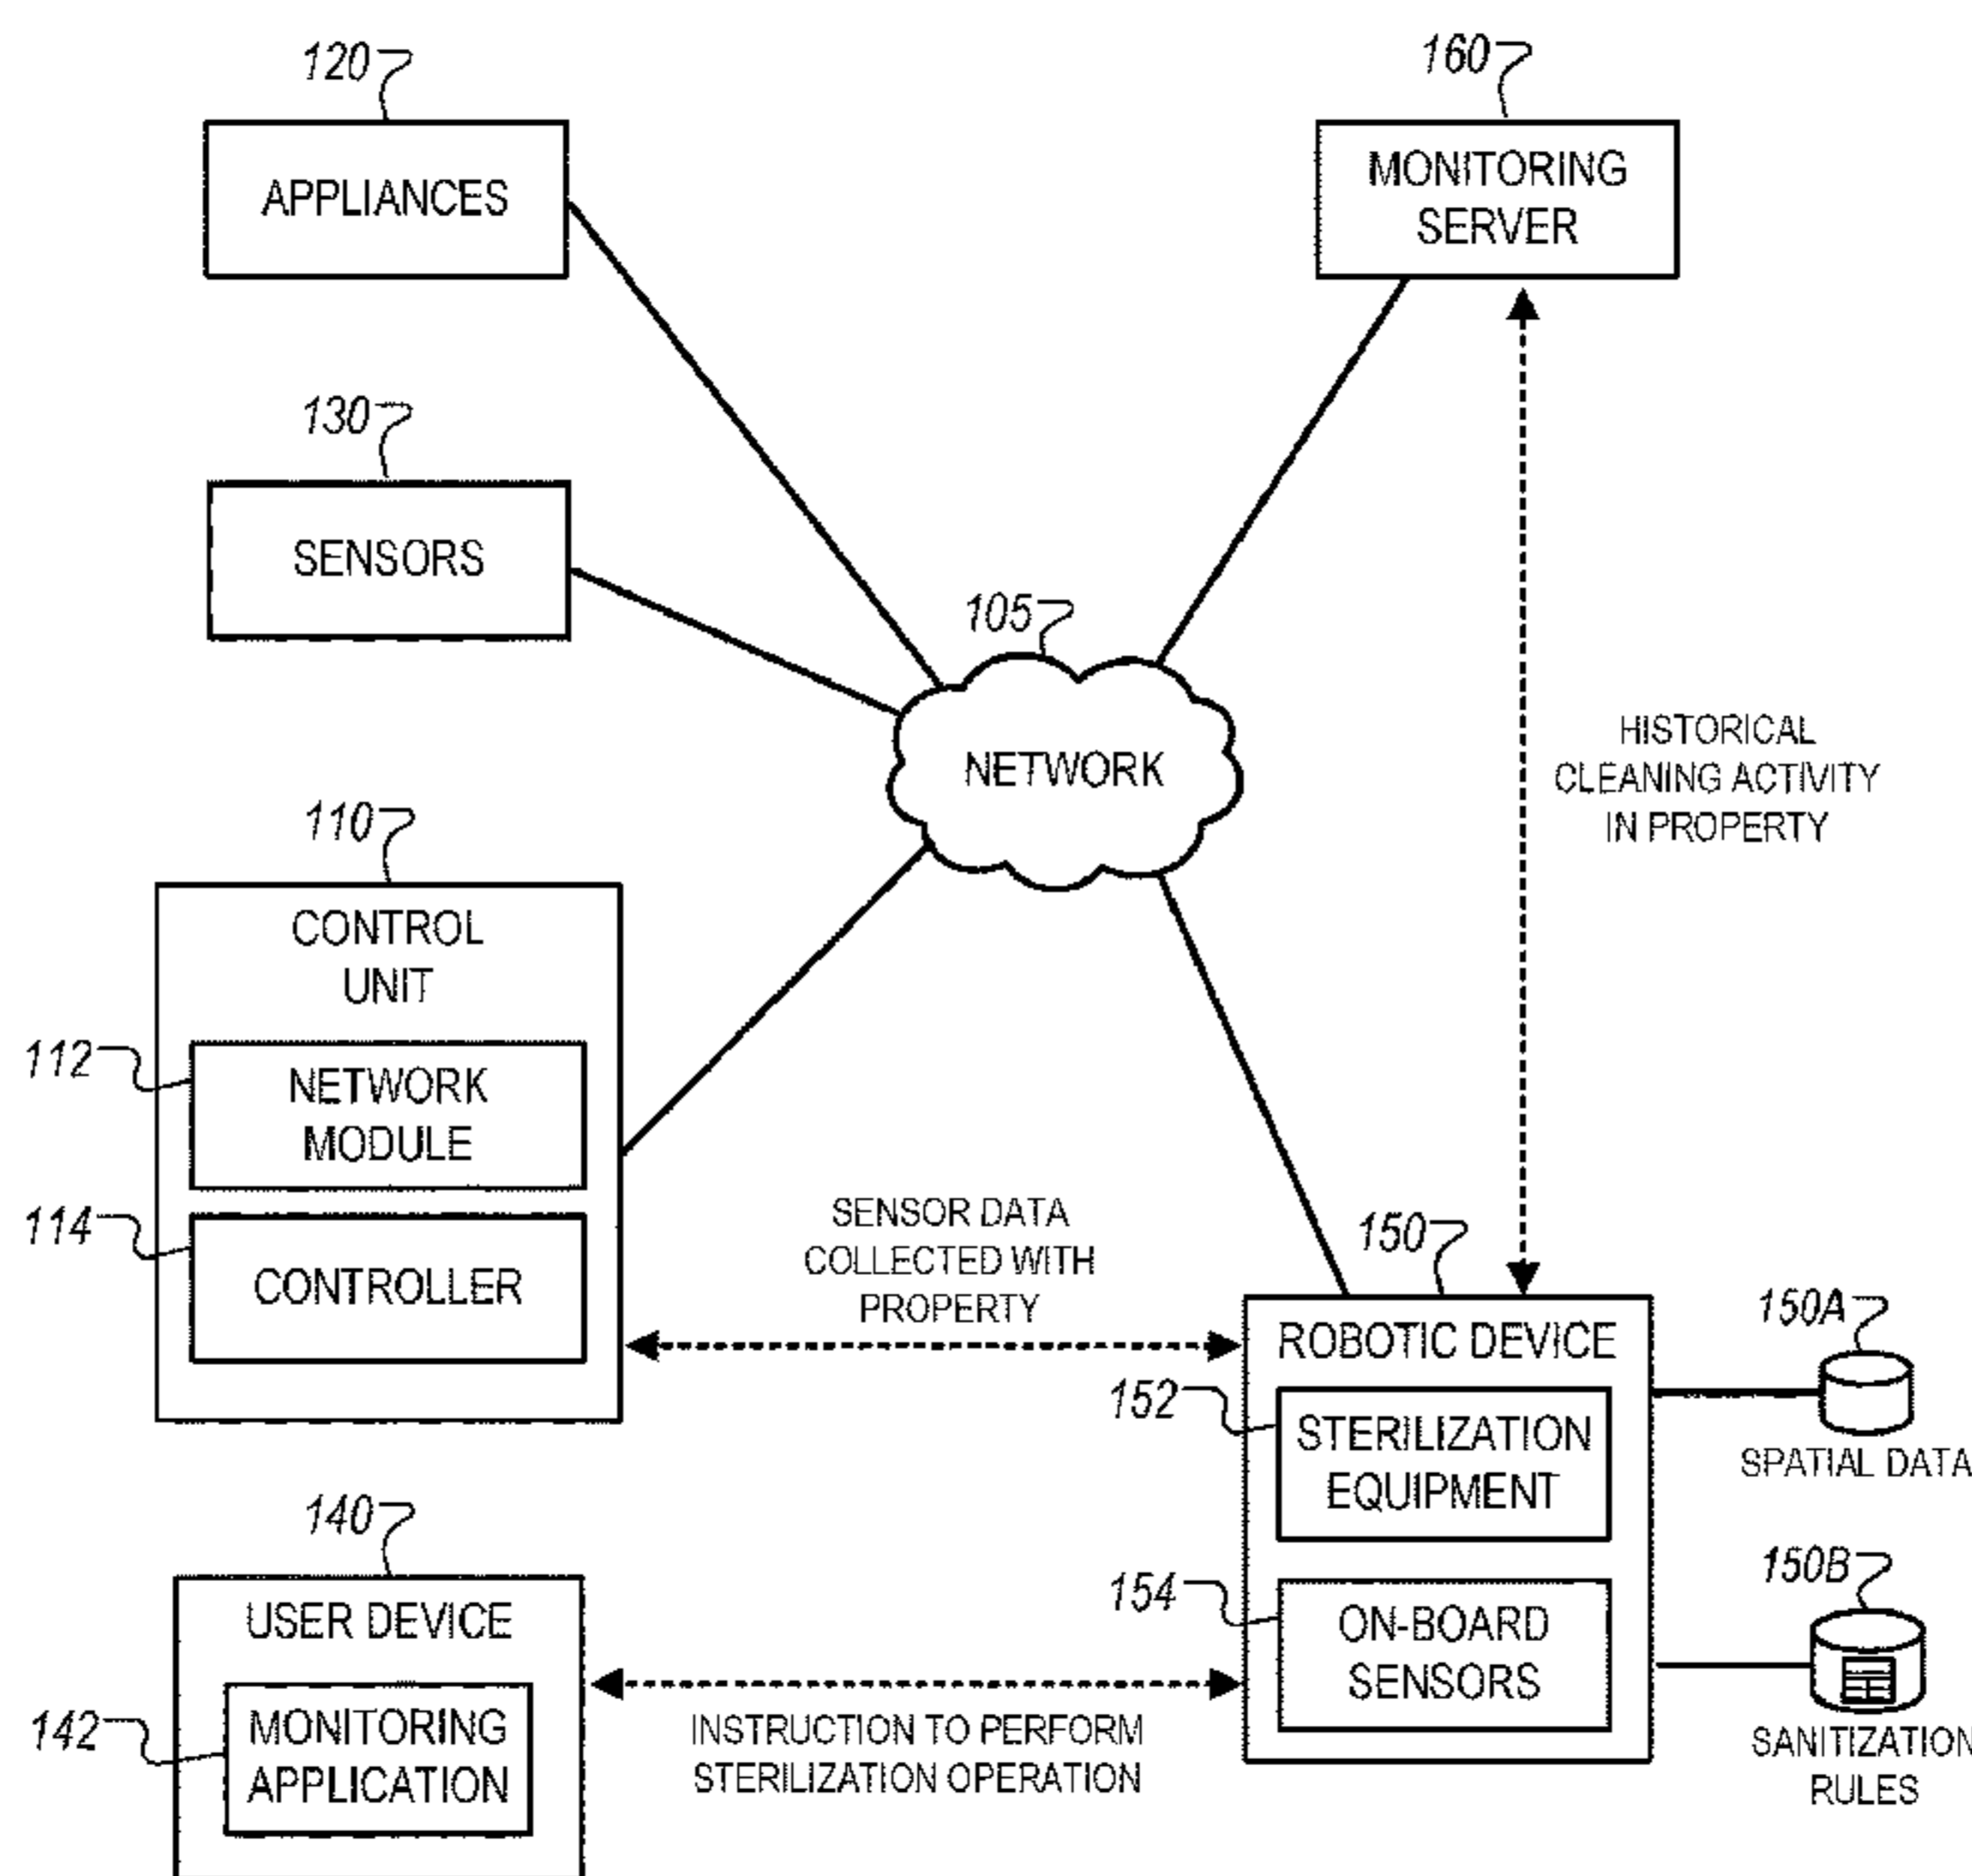 120
APPLIANCES
160
MONITORING
SERVER
130
SENSORS
105
NETWORK
HISTORICAL
CLEANING ACTIVITY
IN PROPERTY
110
CONTROL
UNIT
112
NETWORK
MODULE
114
CONTROLLER
SENSOR DATA
COLLECTED WITH
PROPERTY
150
ROBOTIC DEVICE
152
STERILIZATION
EQUIPMENT
154
ON-BOARD
SENSORS
150A
SPATIAL DATA
150B
SANITIZATION
RULES
140
USER DEVICE
142
MONITORING
APPLICATION
INSTRUCTION TO PERFORM
STERILIZATION OPERATION